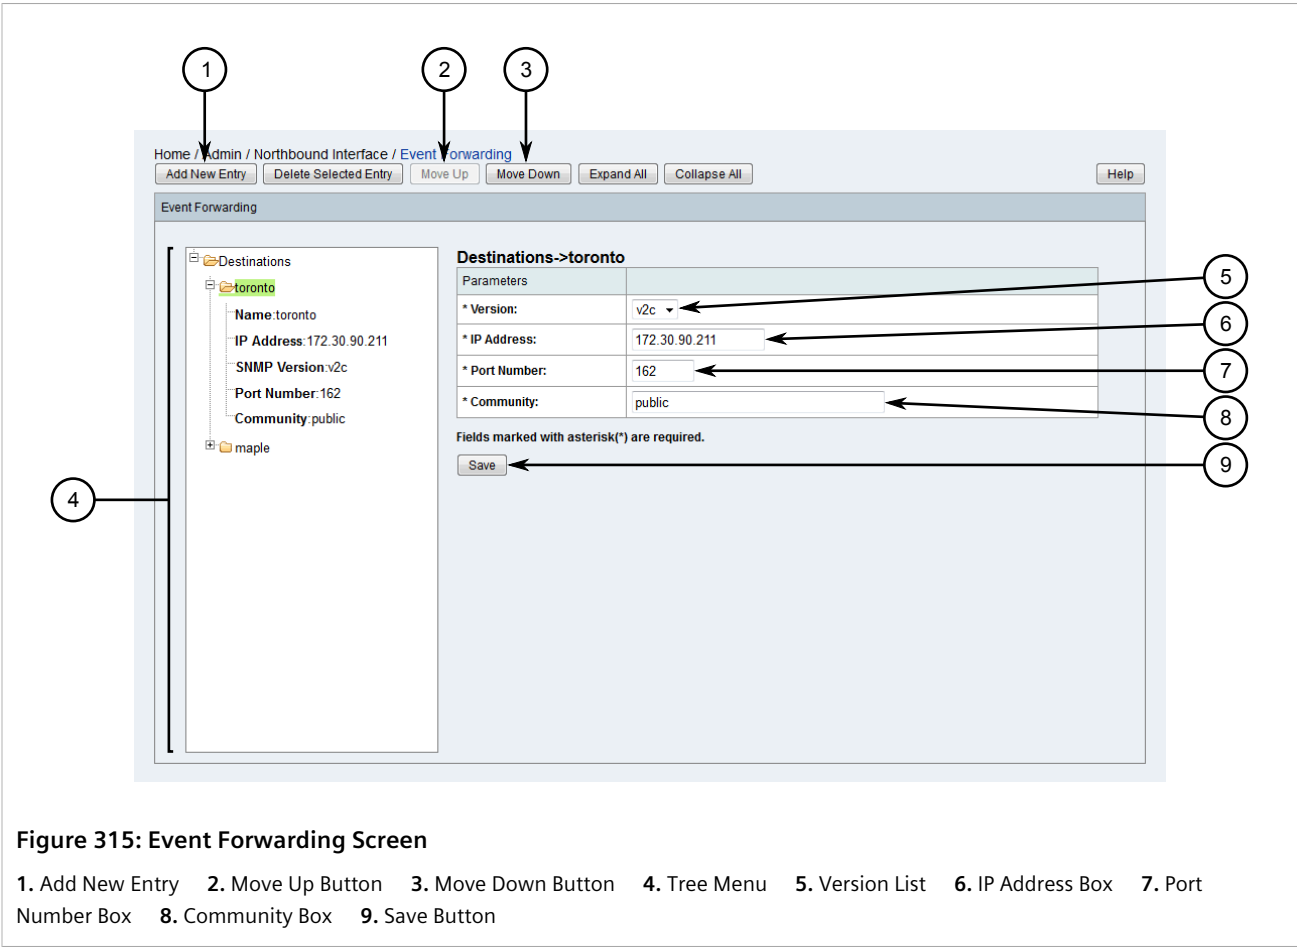 1
2
3
Home / Admin / Northbound Interface / Event Forwarding
Add New Entry Delete Selected Entry Move Up Move Down Expand All Collapse All Help
Event Forwarding
Destinations
toronto
Name:toronto
IP Address:172.30.90.211
SNMP Version:v2c
Port Number:162
Community:public
maple
4
Destinations->toronto
Parameters
* Version: v2c
5
* IP Address: 172.30.90.211
6
* Port Number: 162
7
* Community: public
8
Fields marked with asterisk(*) are required.
Save
9
Figure 315: Event Forwarding Screen
1. Add New Entry 2. Move Up Button 3. Move Down Button 4. Tree Menu 5. Version List 6. IP Address Box 7. Port
Number Box 8. Community Box 9. Save Button